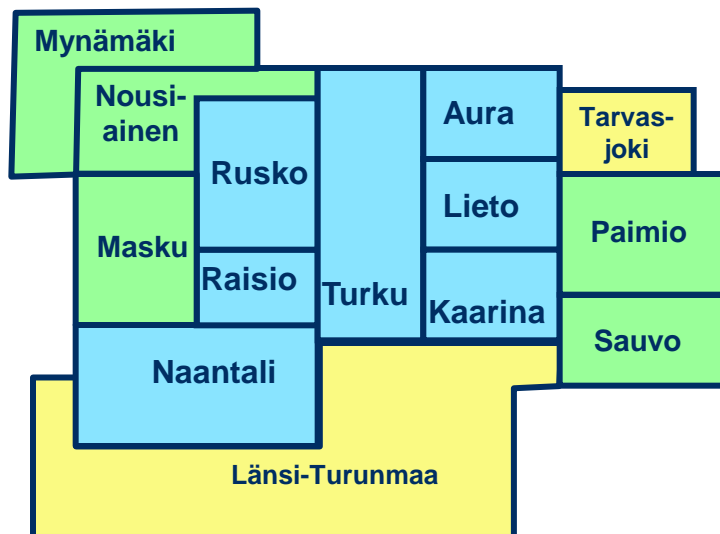 Mynämäki
Nousi-
ainen
Aura
Tarvas-
joki
Rusko
Lieto
Paimio
Masku
Raisio
Turku
Kaarina
Sauvo
Naantali
Länsi-Turunmaa